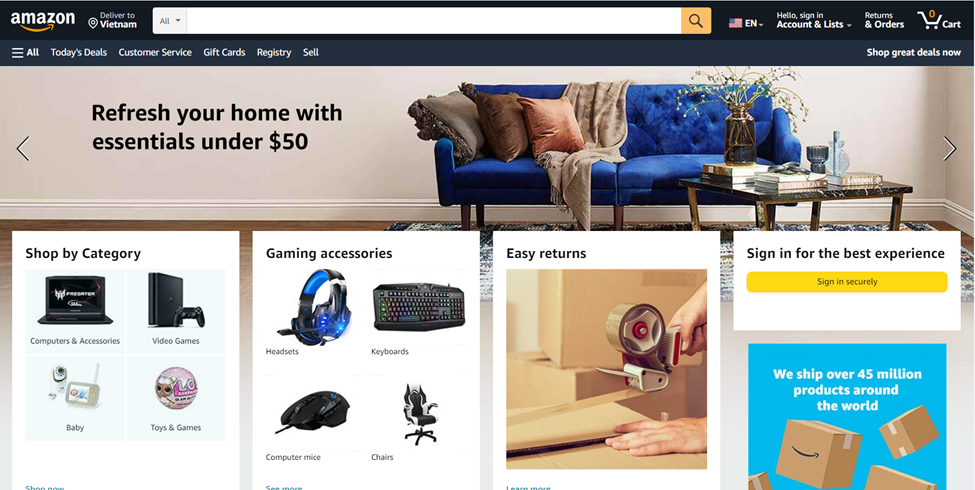 amazon
Deliver to
Vietnam
All
EN
Hello, sign in
Account & Lists
Returns
& Orders
0
Cart
All
Today's Deals
Customer Service
Gift Cards
Registry
Sell
Shop great deals now
Refresh your home with
essentials under $50
Shop by Category
PREDATOR
Computers & Accessories
Video Games
Baby
Toys & Games
Shop now
Gaming accessories
Headsets
Keyboards
Computer mice
Chairs
See more
Easy returns
Learn more
Sign in for the best experience
Sign in securely
We ship over 45 million
products around
the world